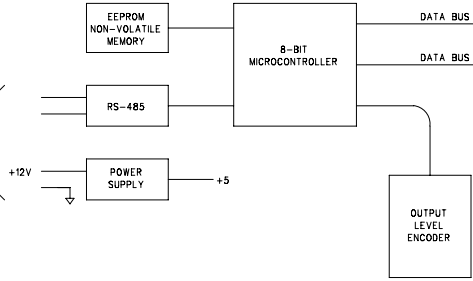 EEPROM
NON-VOLATILE
MEMORY
8-BIT
MICROCONTROLLER
DATA BUS
DATA BUS
RS-485
+12V
POWER
SUPPLY
+5
OUTPUT
LEVEL
ENCODER